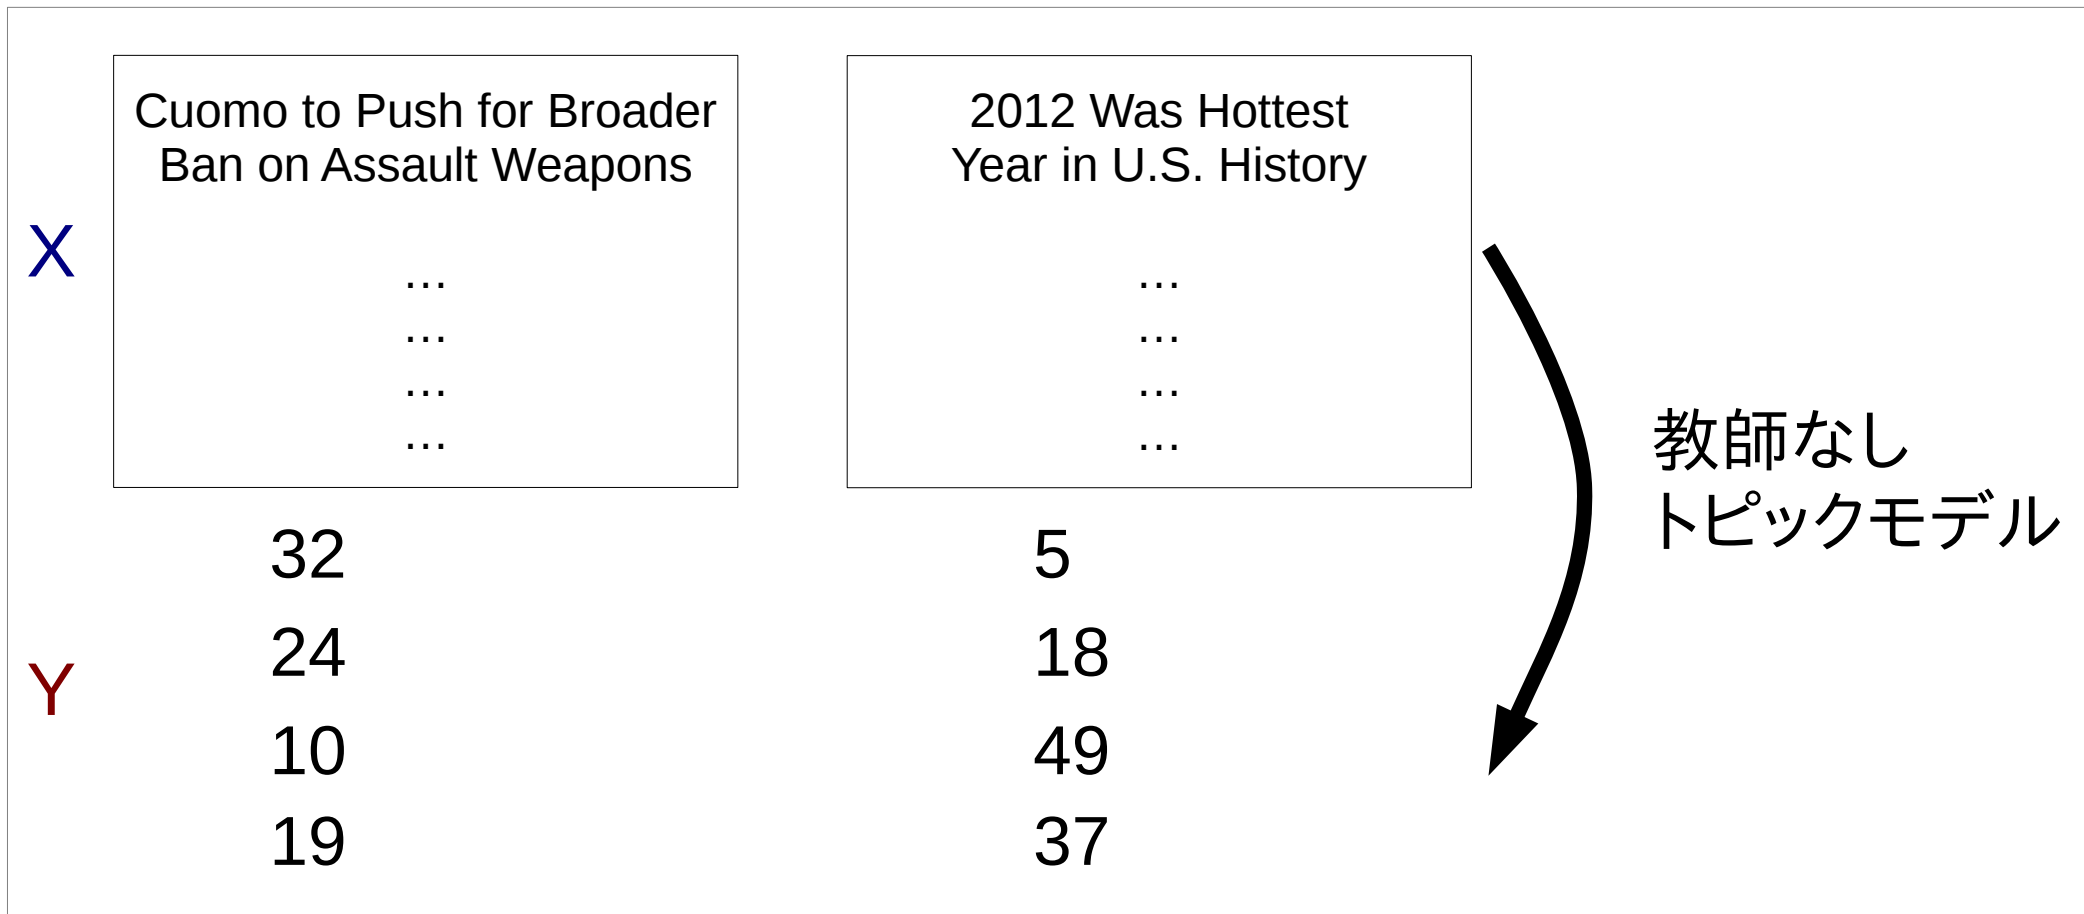 Cuomo to Push for Broader
Ban on Assault Weapons
...
...
...
...
2012 Was Hottest
Year in U.S. History
...
...
...
...
X
教師なし
トピックモデル
32
24
10
19
5
18
49
37
Y